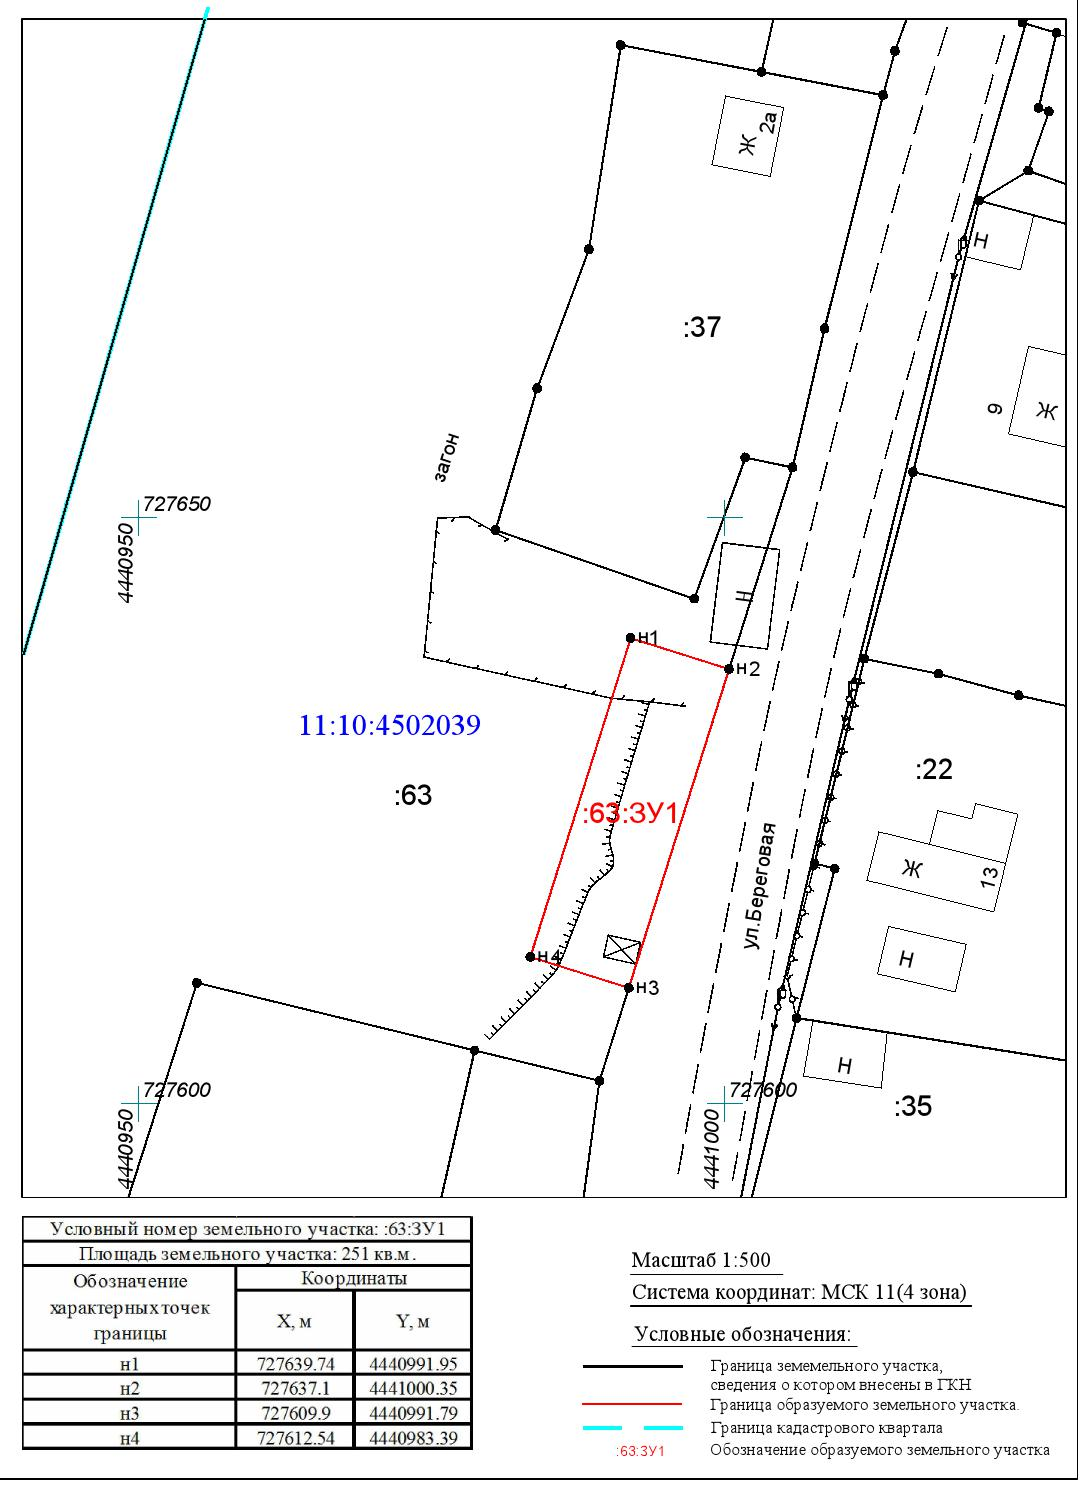 Ж
2а
Н
:37
9
Ж
загон
727650
4440950
Н
н1
н2
11:10:4502039
:63
:63:ЗУ1
:22
ул.Береговая
Ж
13
Н
н4
н3
Н
727600
4440950
727600
4441000
:35
Условный номер земельного участка: :63:ЗУ1
Площадь земельного участка: 251 кв.м.
Обозначение характерных точек границы
Координаты
X, м
Y, м
н1 727639.74 4440991.95
н2 727637.1 4441000.35
н3 727609.9 4440991.79
н4 727612.54 4440983.39
Масштаб 1:500
Система координат: МСК 11(4 зона)
Условные обозначения:
Граница земемельного участка,
сведения о котором внесены в ГКН
Граница образуемого земельного участка.
Граница кадастрового квартала
:63:ЗУ1 Обозначение образуемого земельного участка